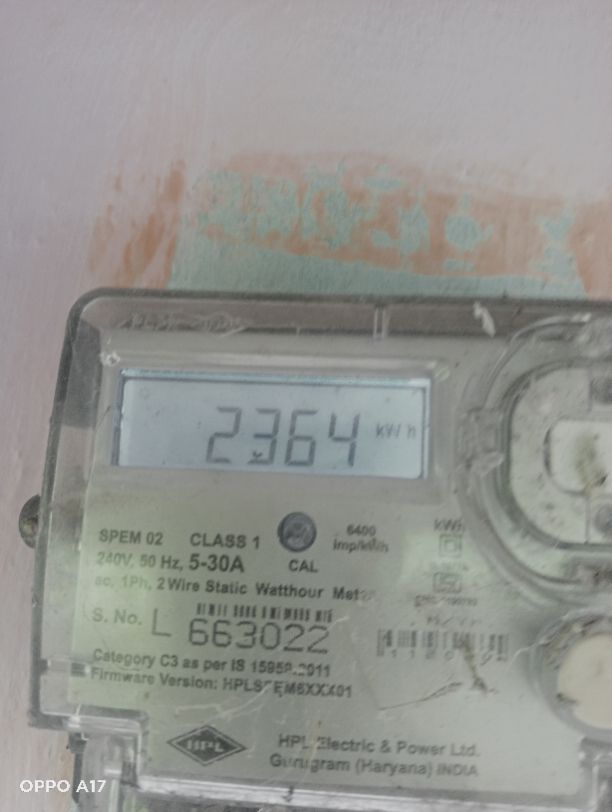 2364 kWh
SPEM 02 CLASS 1
240V, 50 Hz, 5-30A
CAL
6400
imp/kWh
kWh
ac, 1Ph, 2 Wire Static Watthour
S. No. L 663022
Category C3 as per IS
Firmware Version:
HPL
HPL Electric & Power Ltd.
Gurugram (Haryana) INDIA
OPPO A17